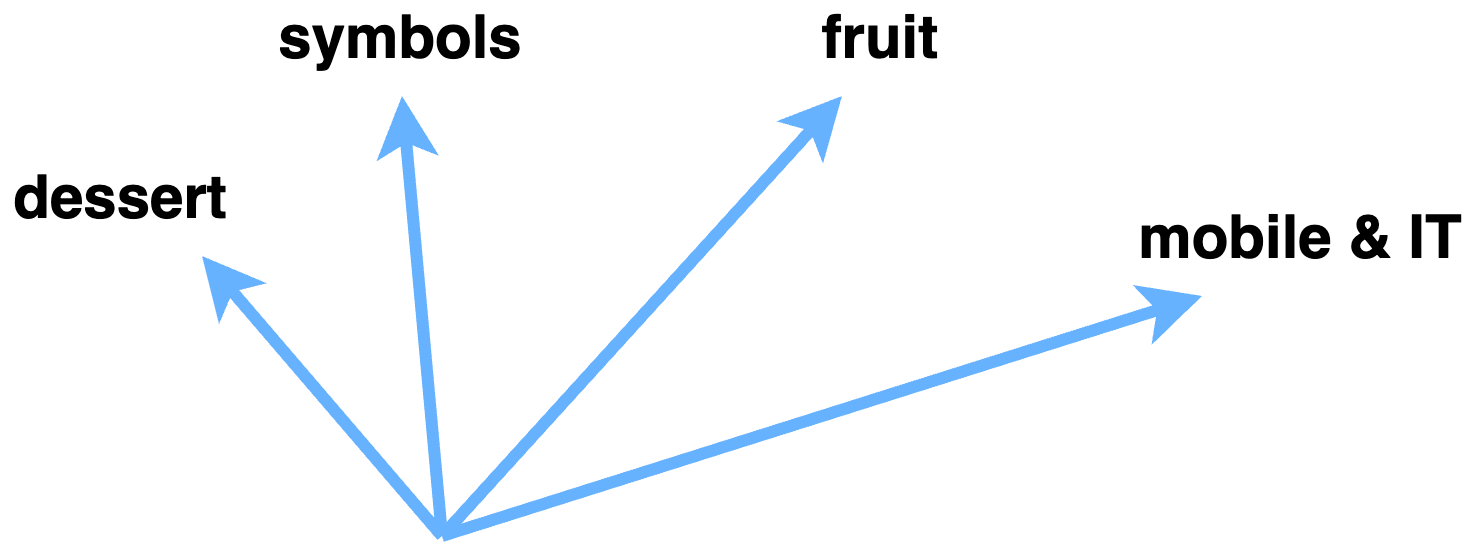 symbols
fruit
dessert
mobile & IT